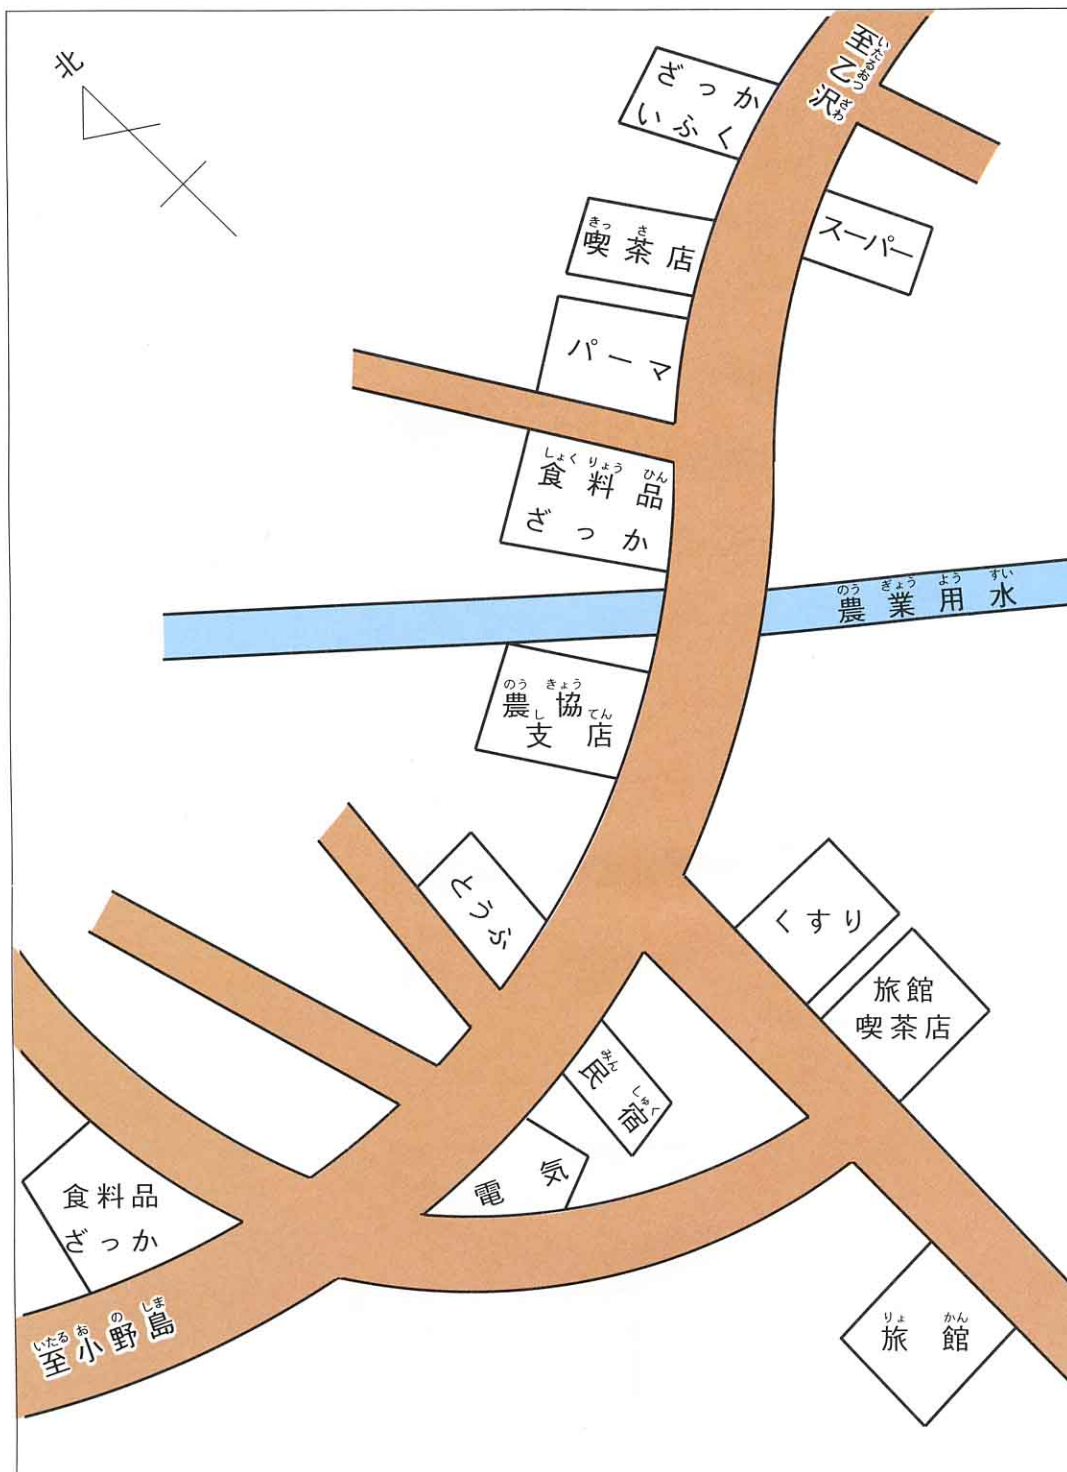 北
至乙沢
ざっか
いふく
喫茶店
スーパー
パーマ
食料品
ざっか
農業用水
農協
支店
とうふ
くすり
旅館
喫茶店
民宿
電気
食料品
ざっか
至小野島
旅館